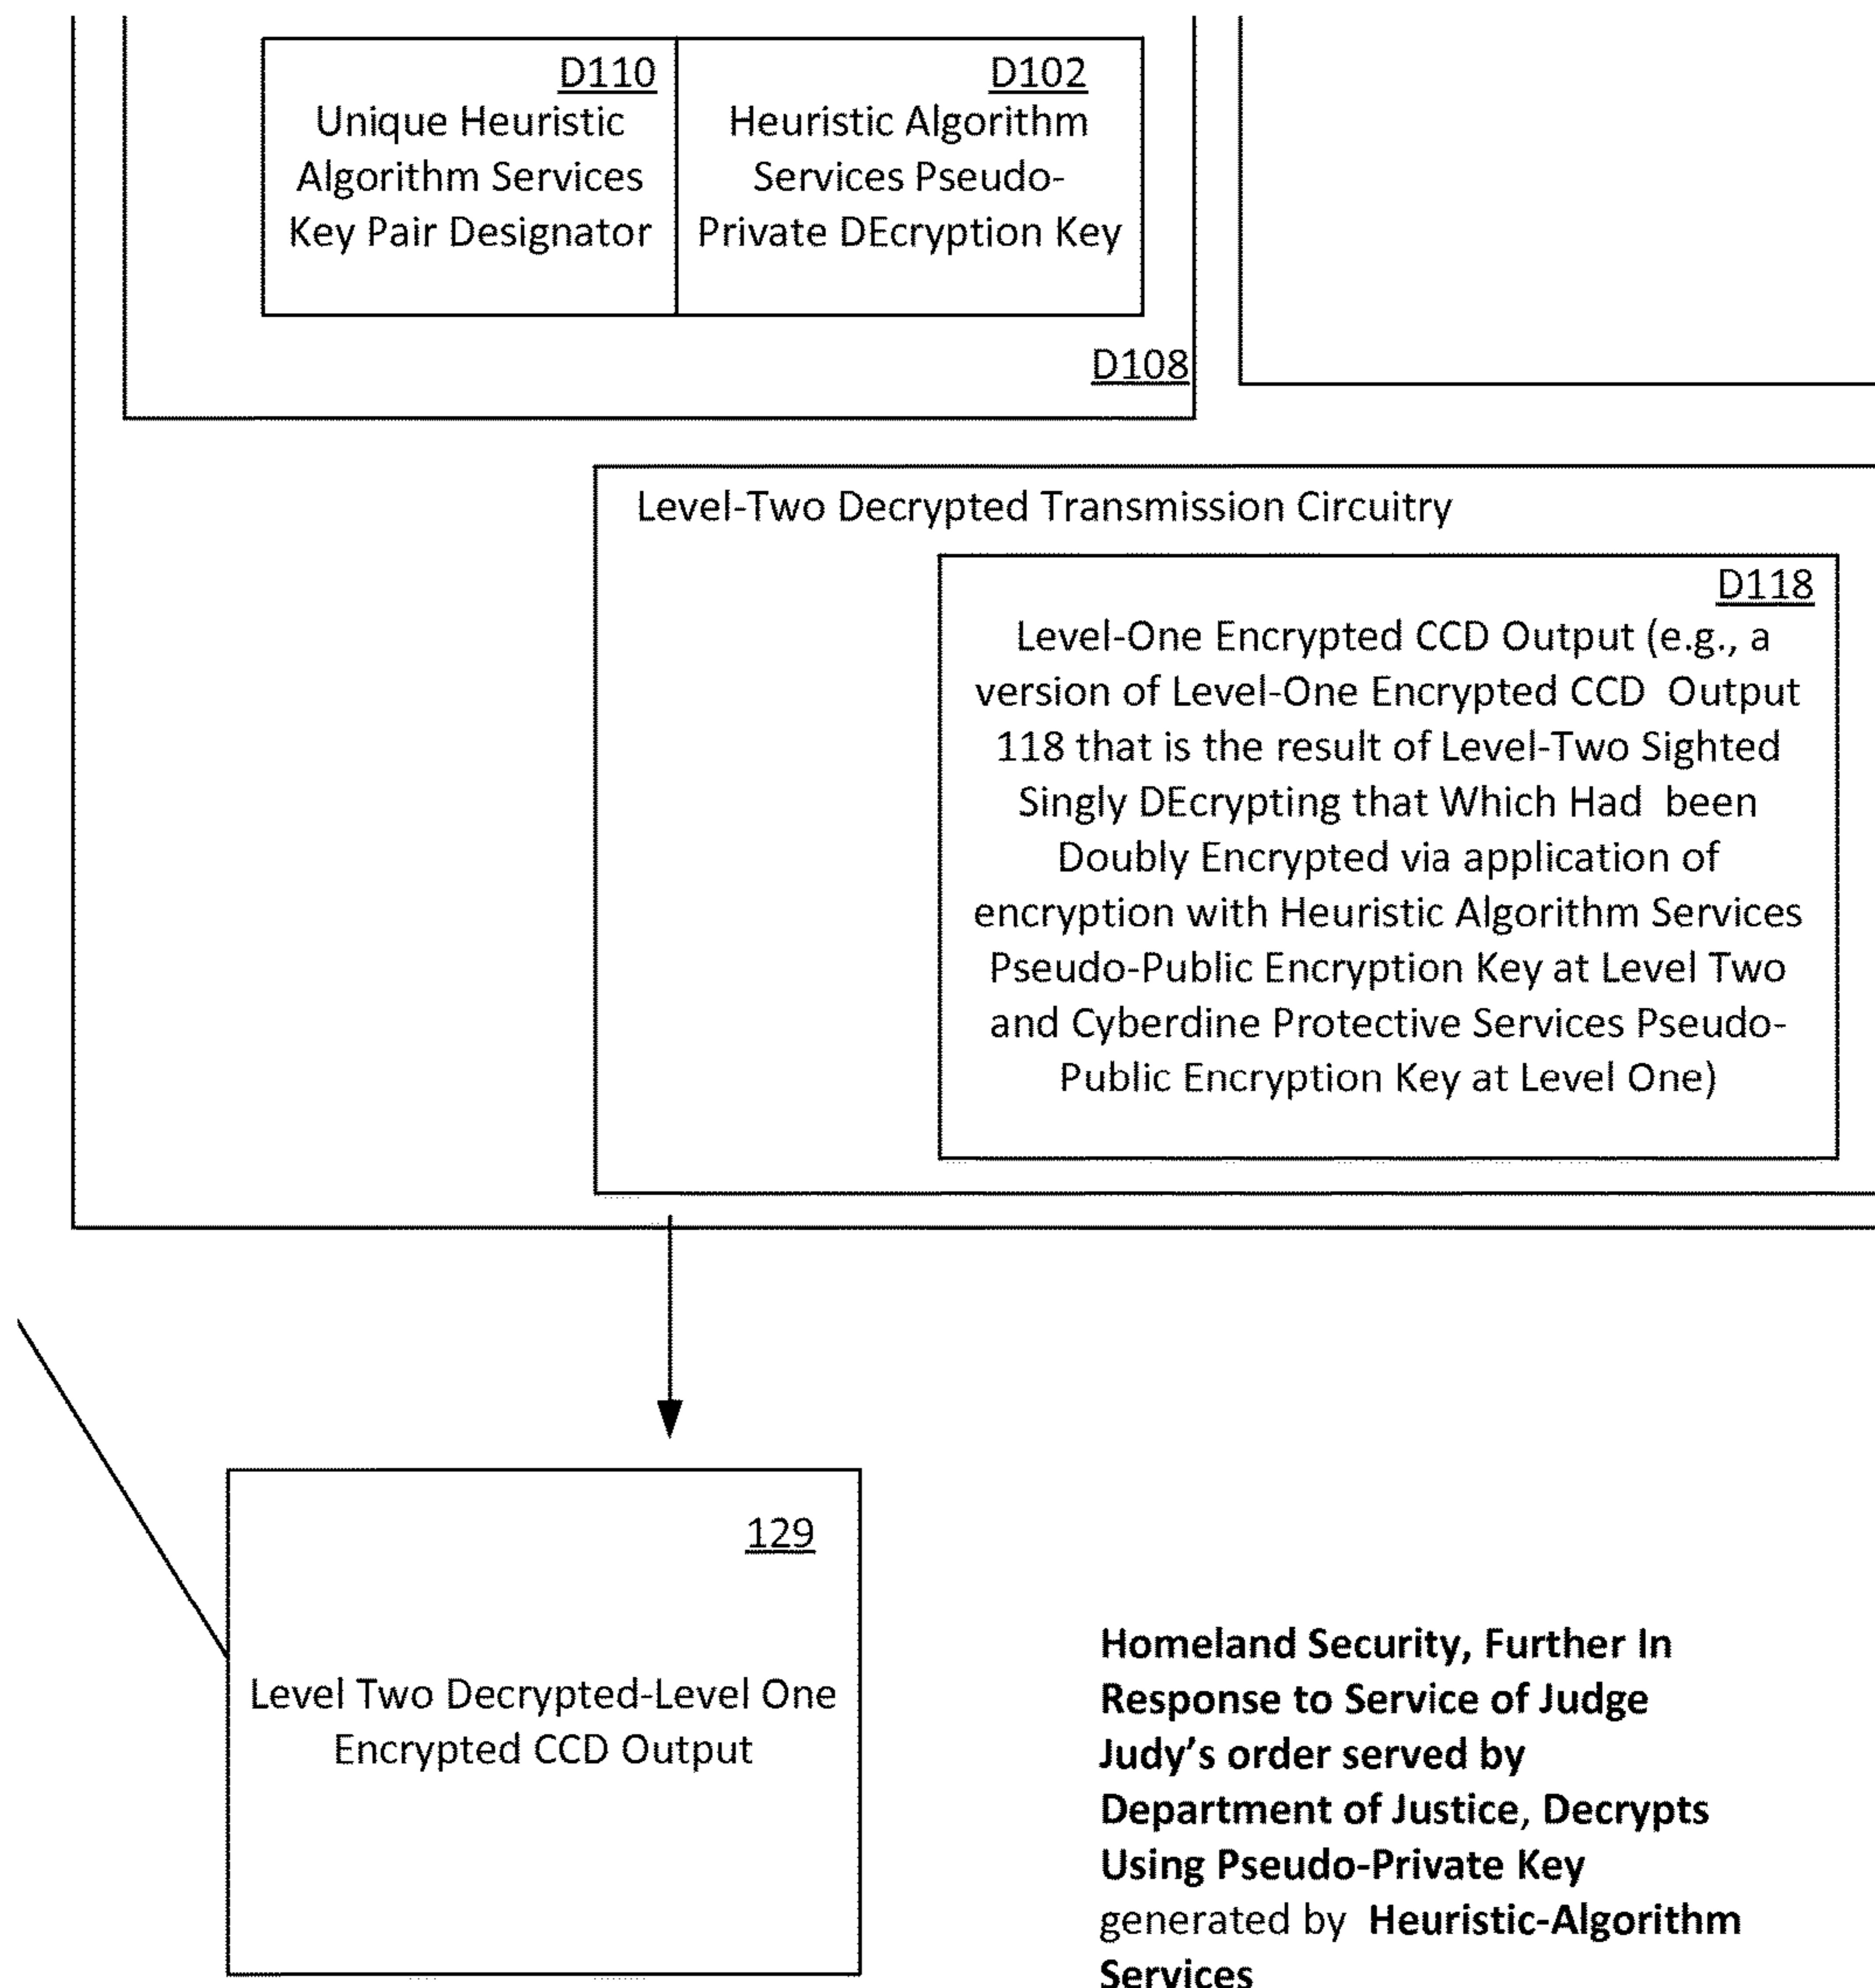 D110
Unique Heuristic
Algorithm Services
Key Pair Designator
D102
Heuristic Algorithm
Services Pseudo-
Private DEcryption Key
D108
Level-Two Decrypted Transmission Circuitry
D118
Level-One Encrypted CCD Output (e.g., a
version of Level-One Encrypted CCD Output
118 that is the result of Level-Two Sighted
Singly DEcrypting that Which Had been
Doubly Encrypted via application of
encryption with Heuristic Algorithm Services
Pseudo-Public Encryption Key at Level Two
and Cyberdine Protective Services Pseudo-
Public Encryption Key at Level One)
129
Level Two Decrypted-Level One
Encrypted CCD Output
Homeland Security, Further In
Response to Service of Judge
Judy’s order served by
Department of Justice, Decrypts
Using Pseudo-Private Key
generated by Heuristic-Algorithm
Services